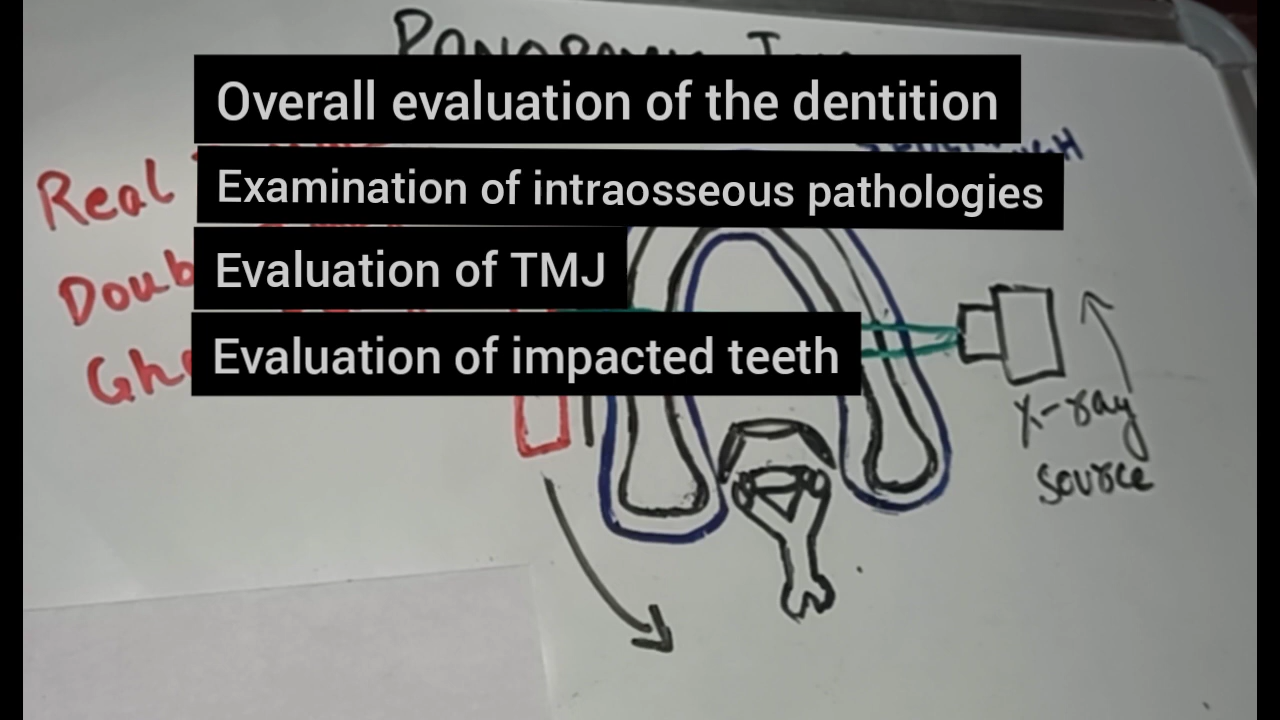 Overall evaluation of the dentition
Real
Examination of intraosseous pathologies
Evaluation of TMJ
Evaluation of impacted teeth
X-ray
source